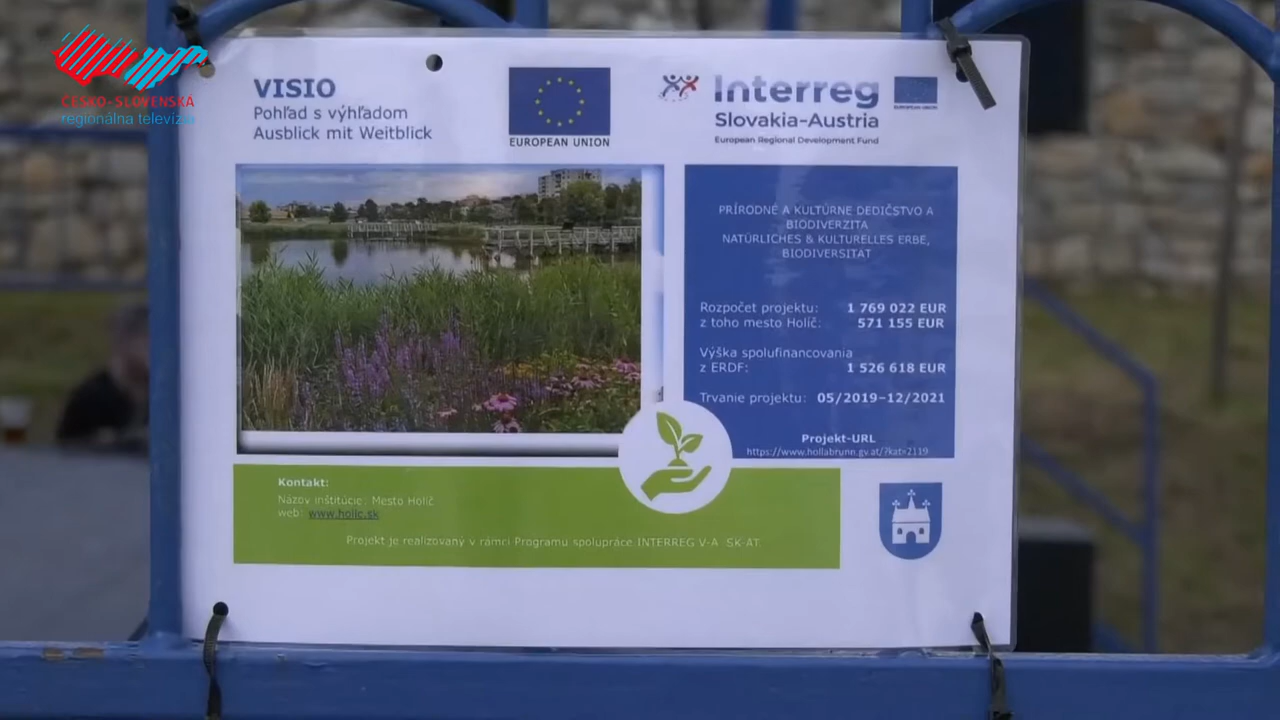 ČESKO-SLOVENSKÁ
regionálna televízia
VISIO
Pohľad s výhľadom
Ausblick mit Weitblick
EUROPEAN UNION
Interreg
EUROPEAN UNION
Slovakia-Austria
European Regional Development Fund
PRÍRODNÉ A KULTÚRNE DEDIČSTVO A
BIODIVERZITA
NATÜRLICHES & KULTURELLES ERBE,
BIODIVERSITÄT
Rozpočet projektu: 1 769 022 EUR
z toho mesto Holíč: 571 155 EUR
Výška spolufinancovania
z ERDF: 1 526 618 EUR
Trvanie projektu: 05/2019–12/2021
Projekt-URL
https://www.hollabrunn.gv.at/?kat=2119
Kontakt:
Názov inštitúcie: Mesto Holíč
web: www.holic.sk
Projekt je realizovaný v rámci Programu spolupráce INTERREG V-A SK-AT.